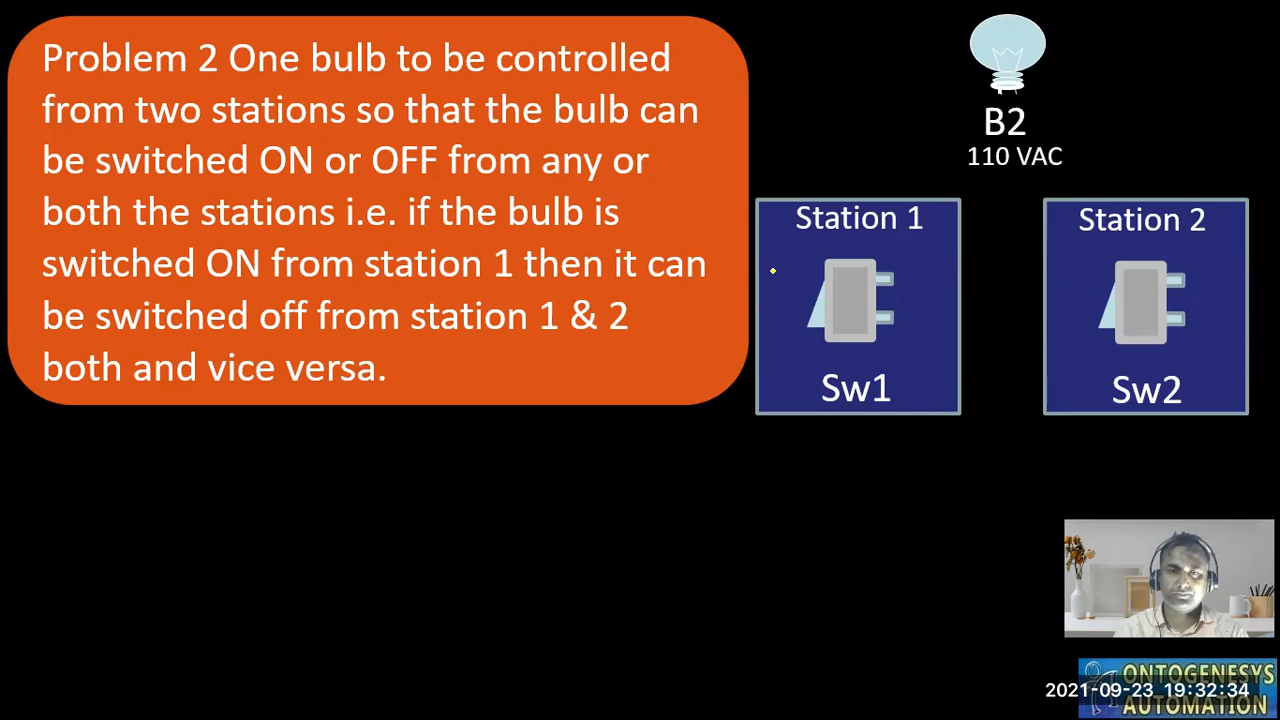 Problem 2 One bulb to be controlled
from two stations so that the bulb can
be switched ON or OFF from any or
both the stations i.e. if the bulb is
switched ON from station 1 then it can
be switched off from station 1 & 2
both and vice versa.
B2
110 VAC
Station 1
Sw1
Station 2
Sw2
ONTOGENESYS
2021-09-23 19:32:34
AUTOMATION